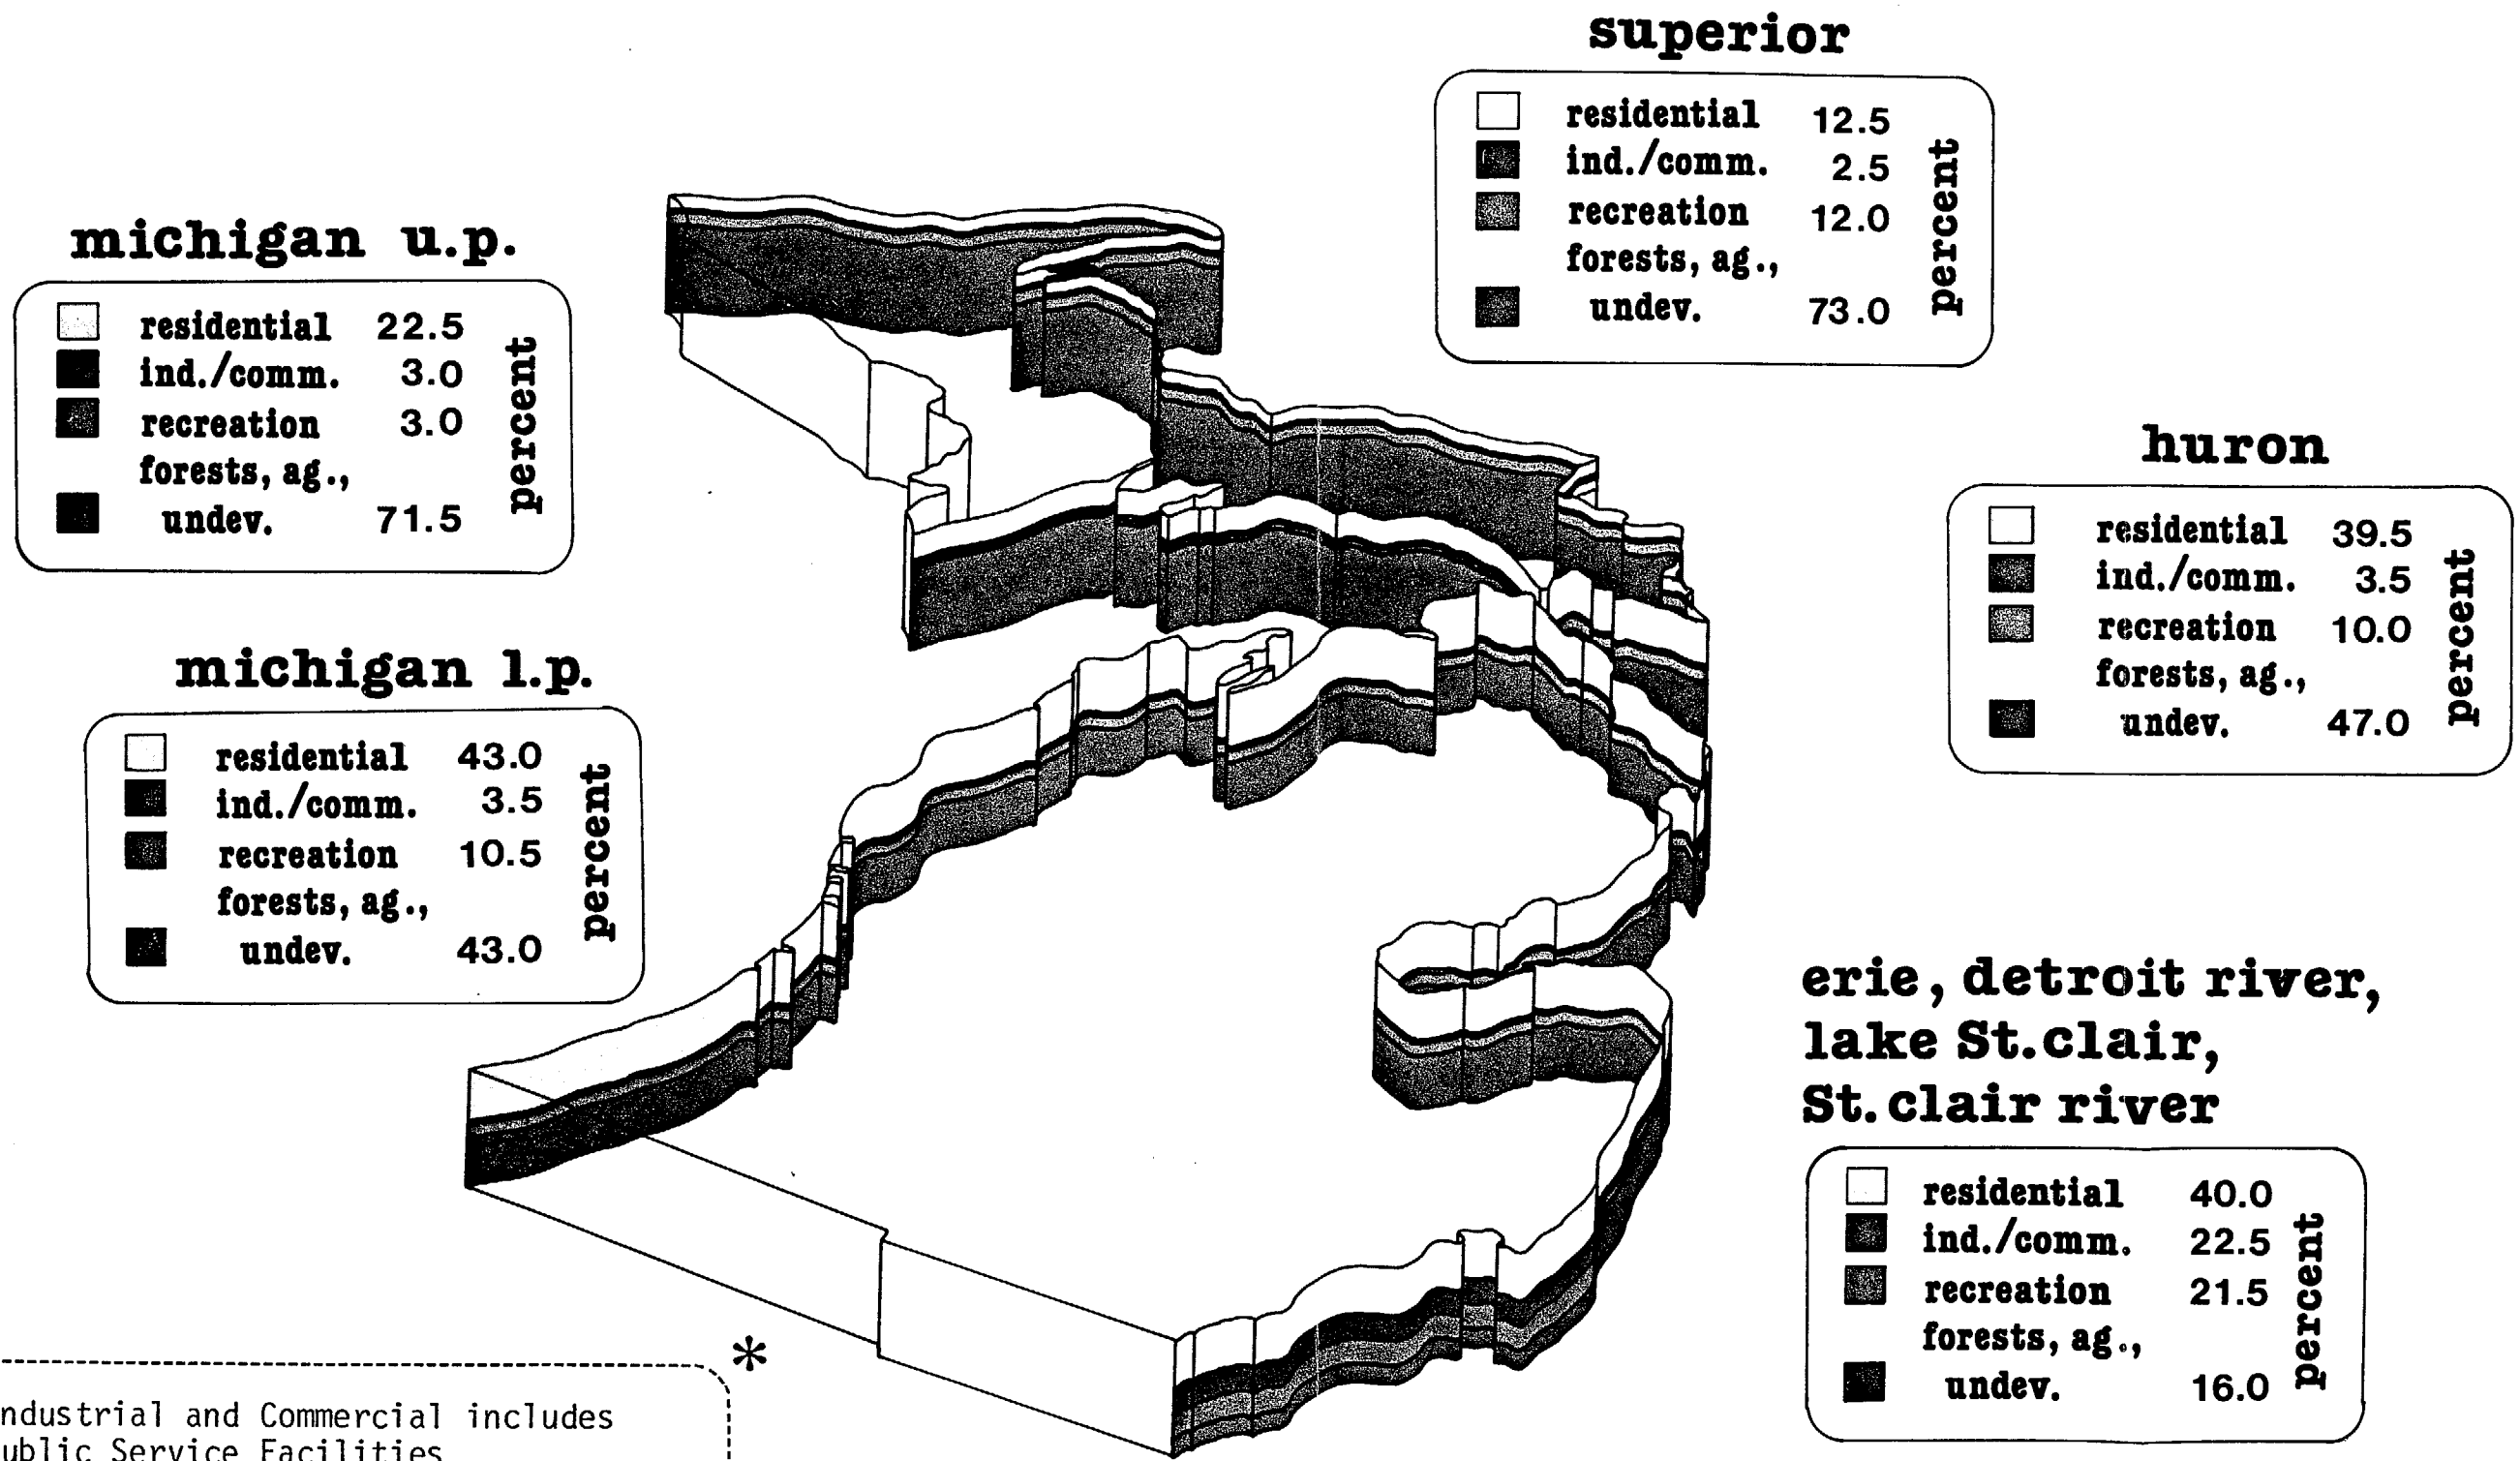 superior
residential 12.5
ind./comm. 2.5
recreation 12.0
forests, ag.,
undev. 73.0
percent
michigan u.p.
residential 22.5
ind./comm. 3.0
recreation 3.0
forests, ag.,
undev. 71.5
percent
huron
residential 39.5
ind./comm. 3.5
recreation 10.0
forests, ag.,
undev. 47.0
percent
michigan l.p.
residential 43.0
ind./comm. 3.5
recreation 10.5
forests, ag.,
undev. 43.0
percent
erie, detroit river,
lake St.clair,
St.clair river
residential 40.0
ind./comm. 22.5
recreation 21.5
forests, ag.,
undev. 16.0
percent
*
ndustrial and Commercial includes
ublic Service Facilities